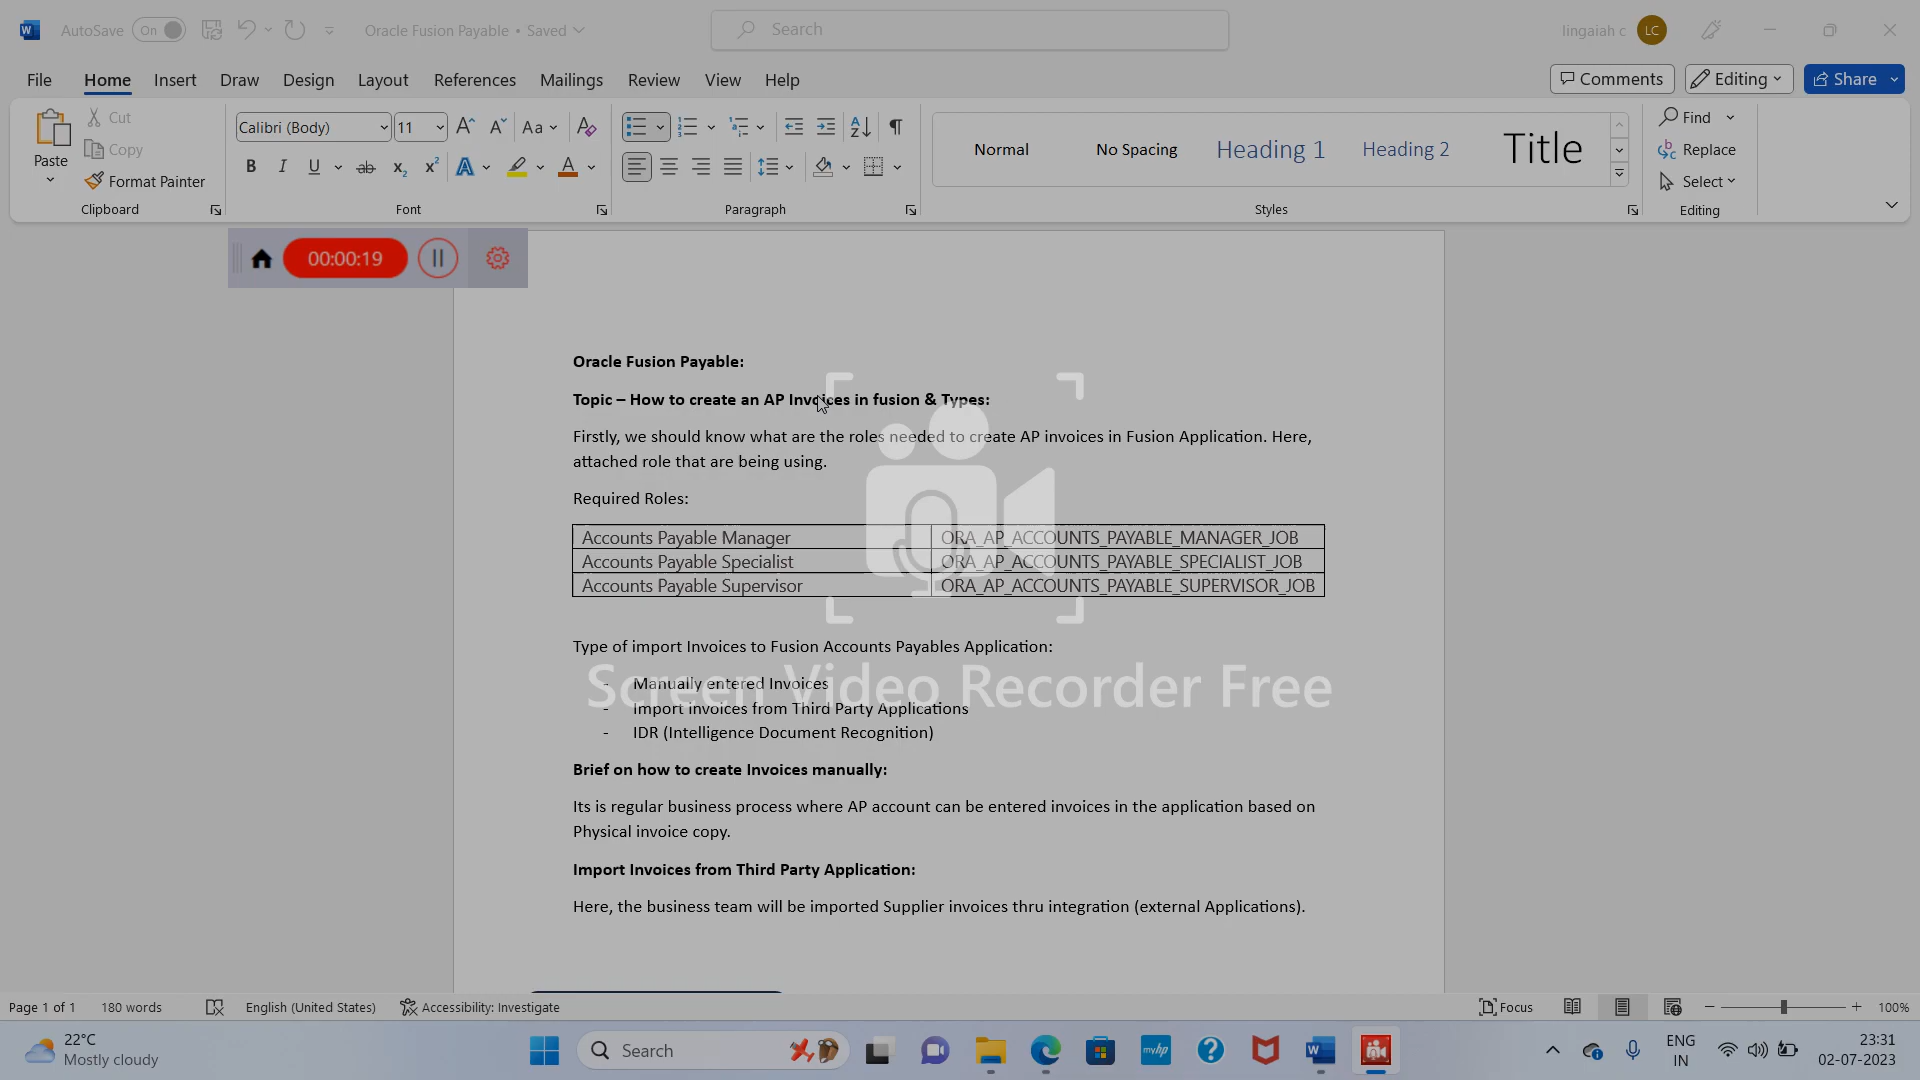 AutoSave On Oracle Fusion Payable • Saved Search lingaiah c LC
File Home Insert Draw Design Layout References Mailings Review View Help Comments Editing Share
Paste Cut Copy Format Painter
Calibri (Body) 11
Normal No Spacing Heading 1 Heading 2 Title
Find
Replace
Select
Clipboard Font Paragraph Styles Editing
00:00:19
Oracle Fusion Payable:
Topic – How to create an AP Invoices in fusion & Types:
Firstly, we should know what are the roles needed to create AP invoices in Fusion Application. Here,
attached role that are being using.
Required Roles:
Accounts Payable Manager ORA_AP_ACCOUNTS_PAYABLE_MANAGER_JOB
Accounts Payable Specialist ORA_AP_ACCOUNTS_PAYABLE_SPECIALIST_JOB
Accounts Payable Supervisor ORA_AP_ACCOUNTS_PAYABLE_SUPERVISOR_JOB
Type of import Invoices to Fusion Accounts Payables Application:
- Manually entered Invoices
Screen Video Recorder Free
- Import Invoices from Third Party Applications
- IDR (Intelligence Document Recognition)
Brief on how to create Invoices manually:
Its is regular business process where AP account can be entered invoices in the application based on
Physical invoice copy.
Import Invoices from Third Party Application:
Here, the business team will be imported Supplier invoices thru integration (external Applications).
Page 1 of 1 180 words English (United States) Accessibility: Investigate Focus 100%
22°C
Mostly cloudy
Search
myhp
ENG
IN
23:31
02-07-2023